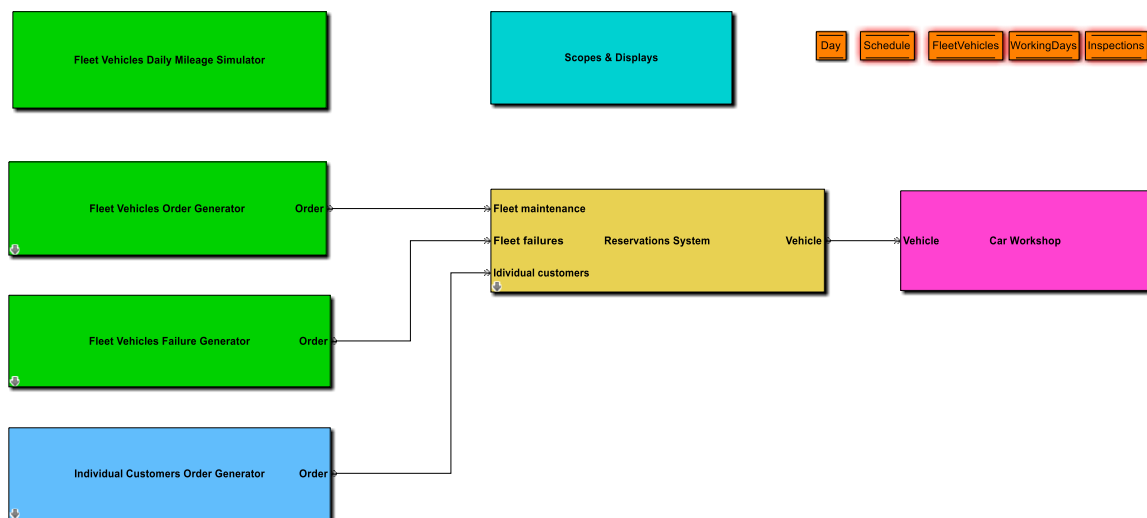 Fleet Vehicles Daily Mileage Simulator
Scopes & Displays
Day
Schedule
FleetVehicles
WorkingDays
Inspections
Fleet Vehicles Order Generator
Order
Fleet maintenance
Fleet failures
Reservations System
Vehicle
Idividual customers
Vehicle
Car Workshop
Fleet Vehicles Failure Generator
Order
Individual Customers Order Generator
Order